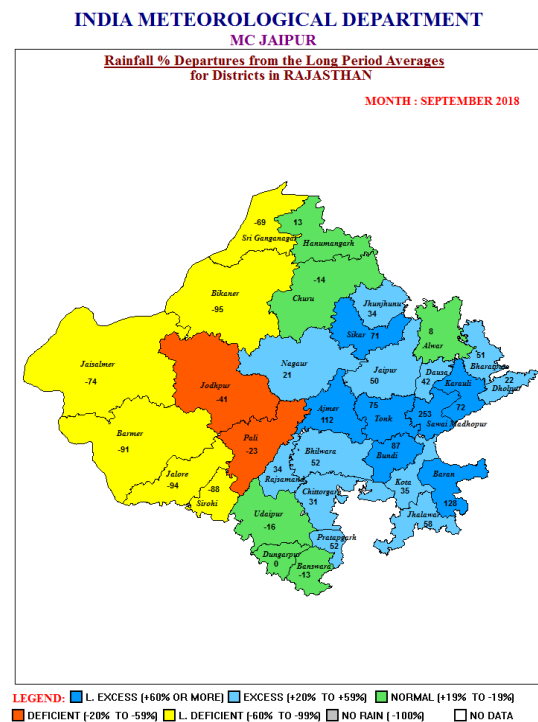 INDIA METEOROLOGICAL DEPARTMENT
MC JAIPUR
Rainfall % Departures from the Long Period Averages
for Districts in RAJASTHAN
MONTH : SEPTEMBER 2018
-69
Sri Ganganagar
13
Hanumangarh
-14
Churu
Bikaner
-95
Jhunjhunu
34
Sikar 71
8
Alwar
51
Bharatpur
Jaisalmer
-74
Jodhpur
-41
Nagaur
21
Jaipur
50
Dausa
42
Karauli
72
22
Dholpur
Ajmer
112
75
Tonk
253
Sawai Madhopur
Barmer
-91
Pali
-23
Bhilwara
52
87
Bundi
Jalore
-94
-88
Sirohi
34
Rajsamand
Chittorgarh
31
Kota
35
Baran
128
Jhalawar
58
Udaipur
-16
Pratapgarh
52
Dungarpur
0
Banswara
-13
LEGEND: L. EXCESS (+60% OR MORE) EXCESS (+20% TO +59%) NORMAL (+19% TO -19%)
DEFICIENT (-20% TO -59%) L. DEFICIENT (-60% TO -99%) NO RAIN ( -100%) NO DATA